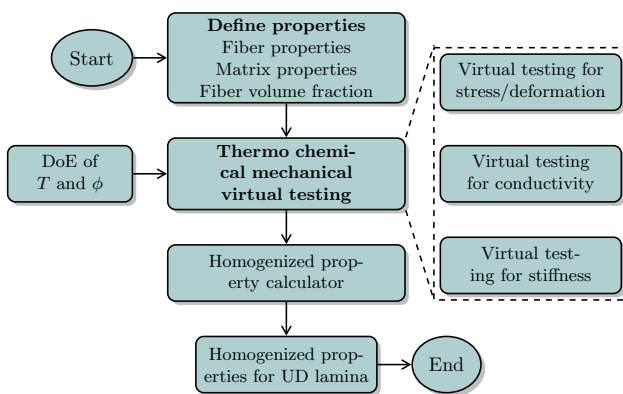 Start
Define properties
Fiber properties
Matrix properties
Fiber volume fraction
Virtual testing for
stress/deformation
DoE of
T and ϕ
Thermo chemi-
cal mechanical
virtual testing
Virtual testing
for conductivity
Homogenized prop-
erty calculator
Virtual test-
ing for stiffness
Homogenized prop-
erties for UD lamina
End